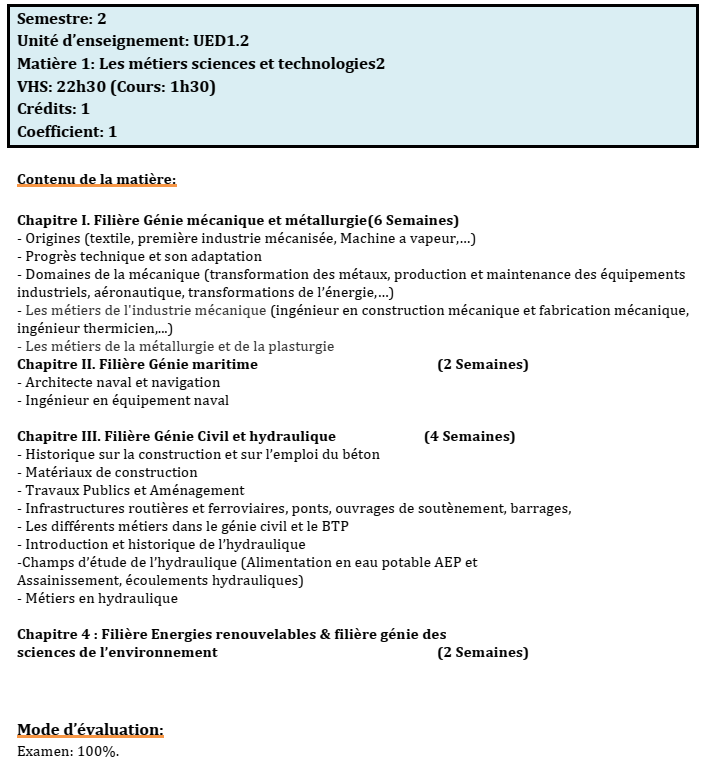 Semestre: 2
Unité d’enseignement: UED1.2
Matière 1: Les métiers sciences et technologies2
VHS: 22h30 (Cours: 1h30)
Crédits: 1
Coefficient: 1
Contenu de la matière:
Chapitre I. Filière Génie mécanique et métallurgie(6 Semaines)
- Origines (textile, première industrie mécanisée, Machine a vapeur,…)
- Progrès technique et son adaptation
- Domaines de la mécanique (transformation des métaux, production et maintenance des équipements
industriels, aéronautique, transformations de l’énergie,…)
- Les métiers de l'industrie mécanique (ingénieur en construction mécanique et fabrication mécanique,
ingénieur thermicien,...)
- Les métiers de la métallurgie et de la plasturgie
Chapitre II. Filière Génie maritime (2 Semaines)
- Architecte naval et navigation
- Ingénieur en équipement naval
Chapitre III. Filière Génie Civil et hydraulique (4 Semaines)
- Historique sur la construction et sur l’emploi du béton
- Matériaux de construction
- Travaux Publics et Aménagement
- Infrastructures routières et ferroviaires, ponts, ouvrages de soutènement, barrages,
- Les différents métiers dans le génie civil et le BTP
- Introduction et historique de l’hydraulique
-Champs d’étude de l’hydraulique (Alimentation en eau potable AEP et
Assainissement, écoulements hydrauliques)
- Métiers en hydraulique
Chapitre 4 : Filière Energies renouvelables & filière génie des
sciences de l’environnement (2 Semaines)
Mode d’évaluation:
Examen: 100%.